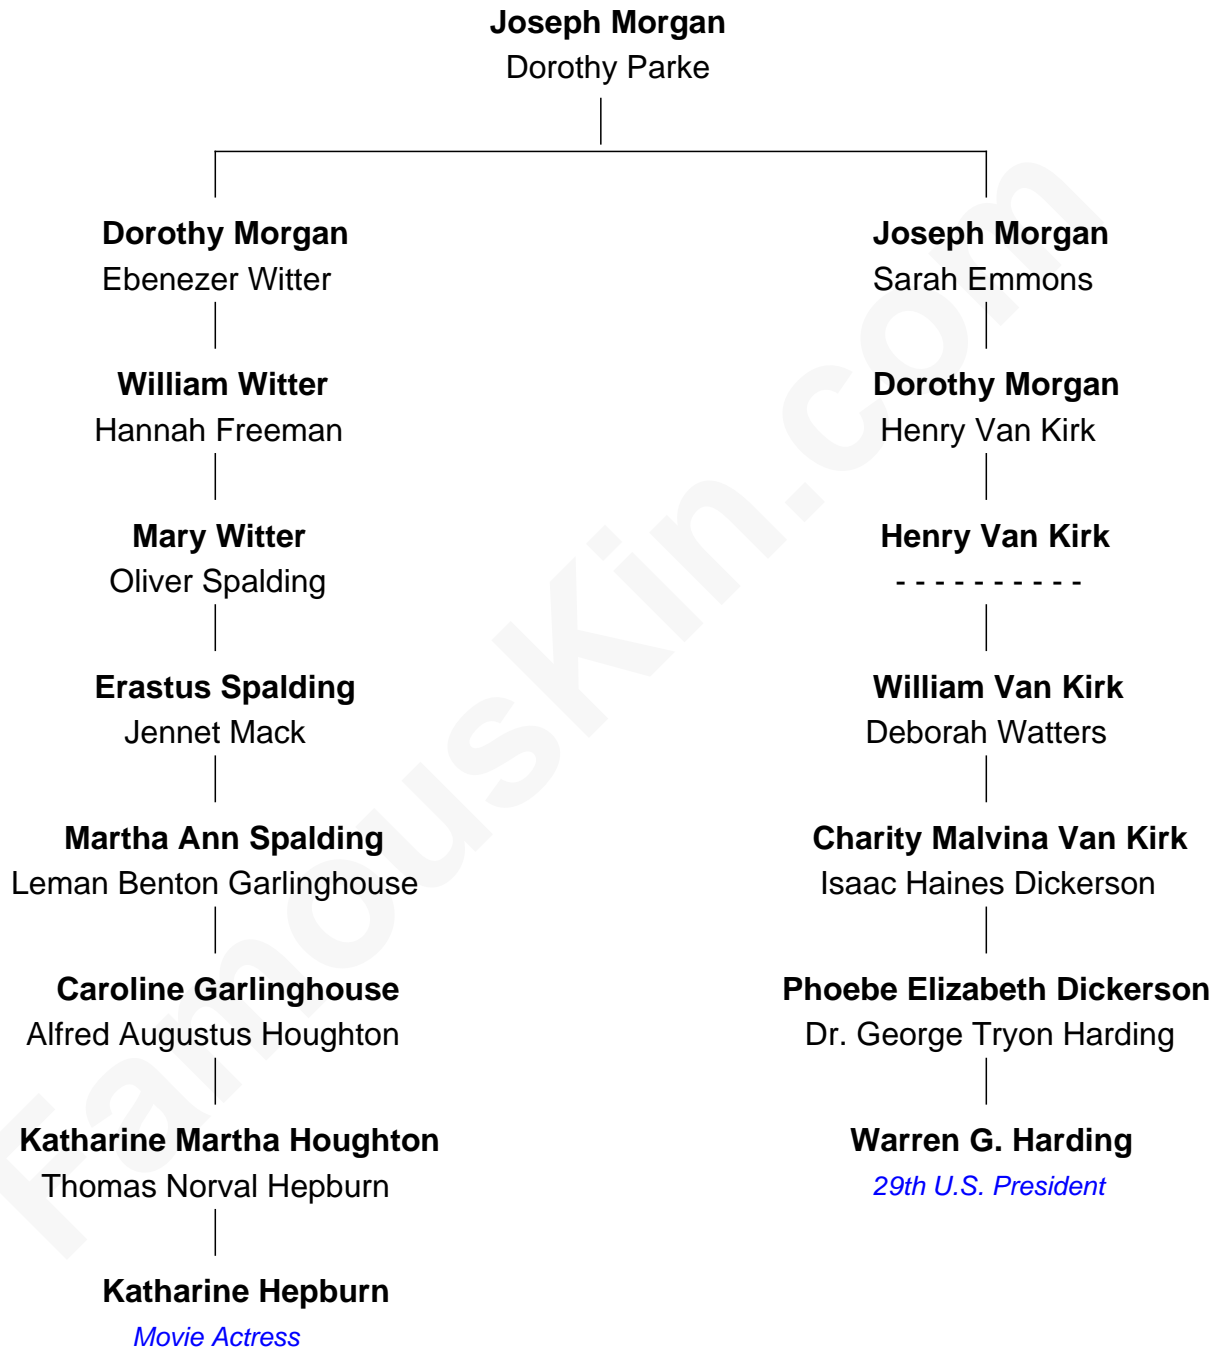 Joseph Morgan
Dorothy Parke
Dorothy Morgan
Ebenezer Witter
Joseph Morgan
Sarah Emmons
William Witter
Hannah Freeman
Dorothy Morgan
Henry Van Kirk
Mary Witter
Oliver Spalding
Henry Van Kirk
- - - - - - - - - -
Erastus Spalding
Jennet Mack
William Van Kirk
Deborah Watters
Martha Ann Spalding
Leman Benton Garlinghouse
Charity Malvina Van Kirk
Isaac Haines Dickerson
Caroline Garlinghouse
Alfred Augustus Houghton
Phoebe Elizabeth Dickerson
Dr. George Tryon Harding
Katharine Martha Houghton
Thomas Norval Hepburn
Warren G. Harding
29th U.S. President
Katharine Hepburn
Movie Actress
FamousKin.com